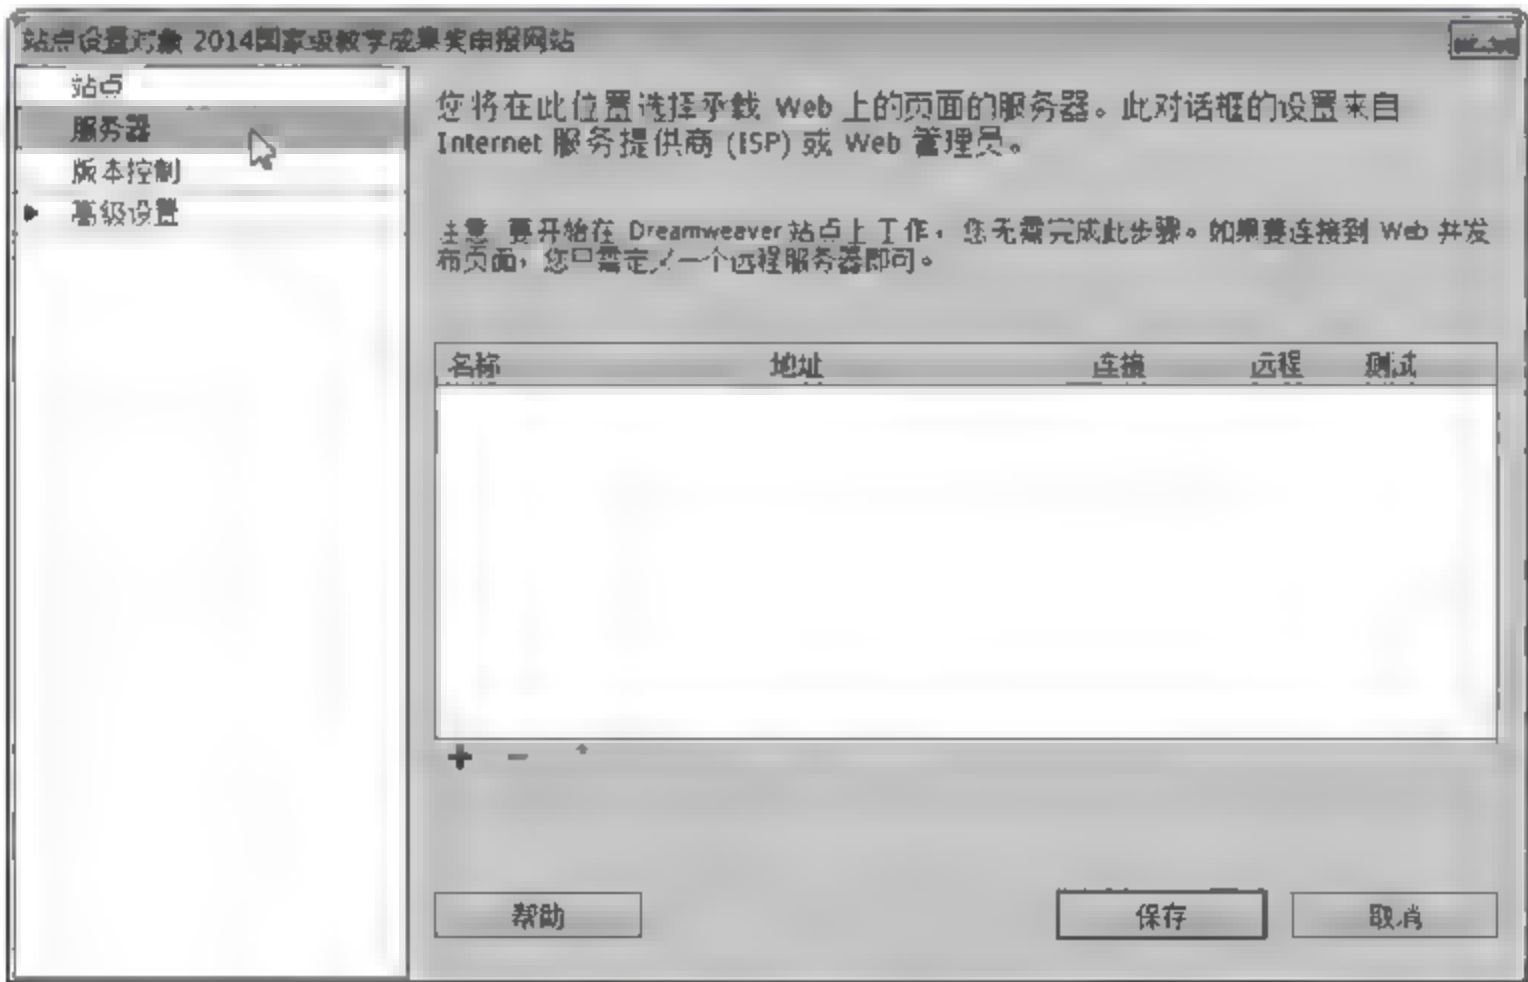 站点设置对象 2014国家级教学成果奖申报网站
站点
服务器
版本控制
高级设置
您将在此位置选择承载 Web 上的页面的服务器。此对话框的设置来自
Internet 服务提供商 (ISP) 或 Web 管理员。
注意: 要开始在 Dreamweaver 站点上工作，您无需完成此步骤。如果要连接到 Web 并发
布页面，您只需定义一个远程服务器即可。
名称 地址 连接 远程 测试
帮助 保存 取消